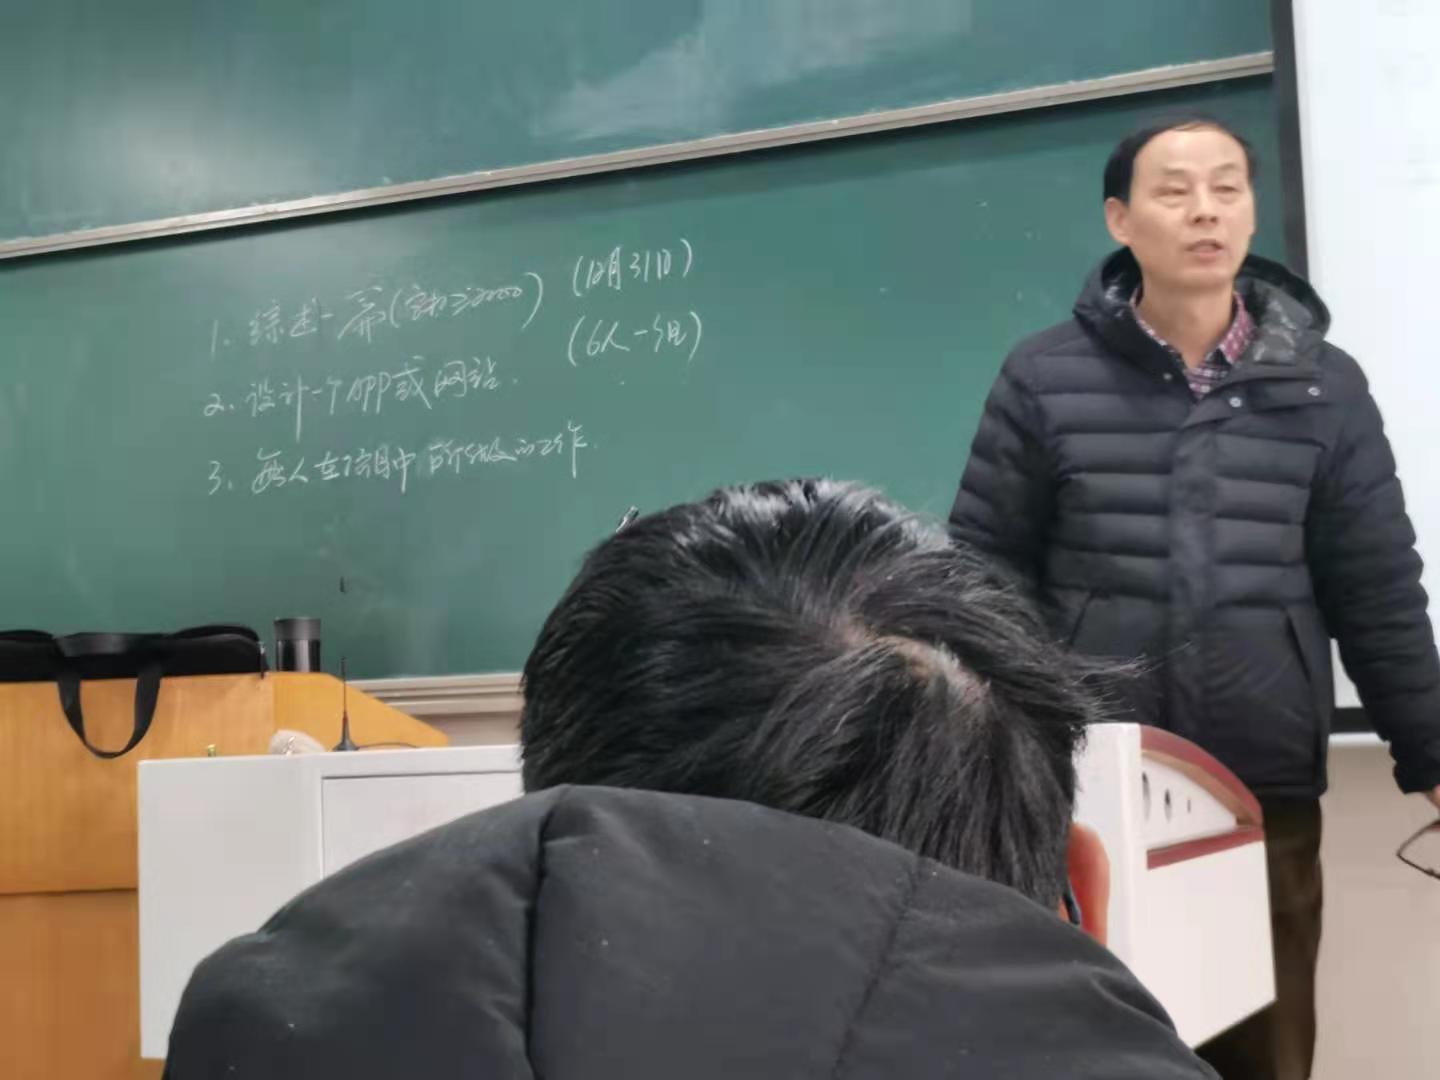 1. 综述一篇(字数≥2000) (12月31日)
2. 设计一个APP或网站. (6人一组)
3. 每人在项目中所做的工作.